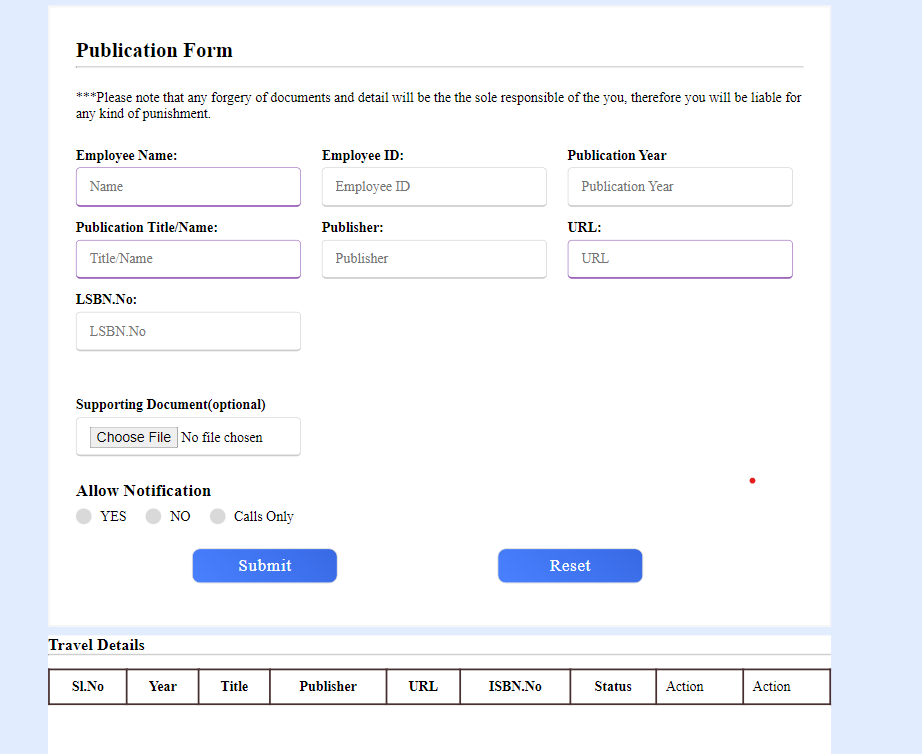 Publication Form
***Please note that any forgery of documents and detail will be the the sole responsible of the you, therefore you will be liable for
any kind of punishment.
Employee Name: Employee ID: Publication Year
Name Employee ID Publication Year
Publication Title/Name: Publisher: URL:
Title/Name Publisher URL
LSBN.No:
LSBN.No
Supporting Document(optional)
Choose File No file chosen
Allow Notification
YES NO Calls Only
Submit Reset
Travel Details
Sl.No Year Title Publisher URL ISBN.No Status Action Action